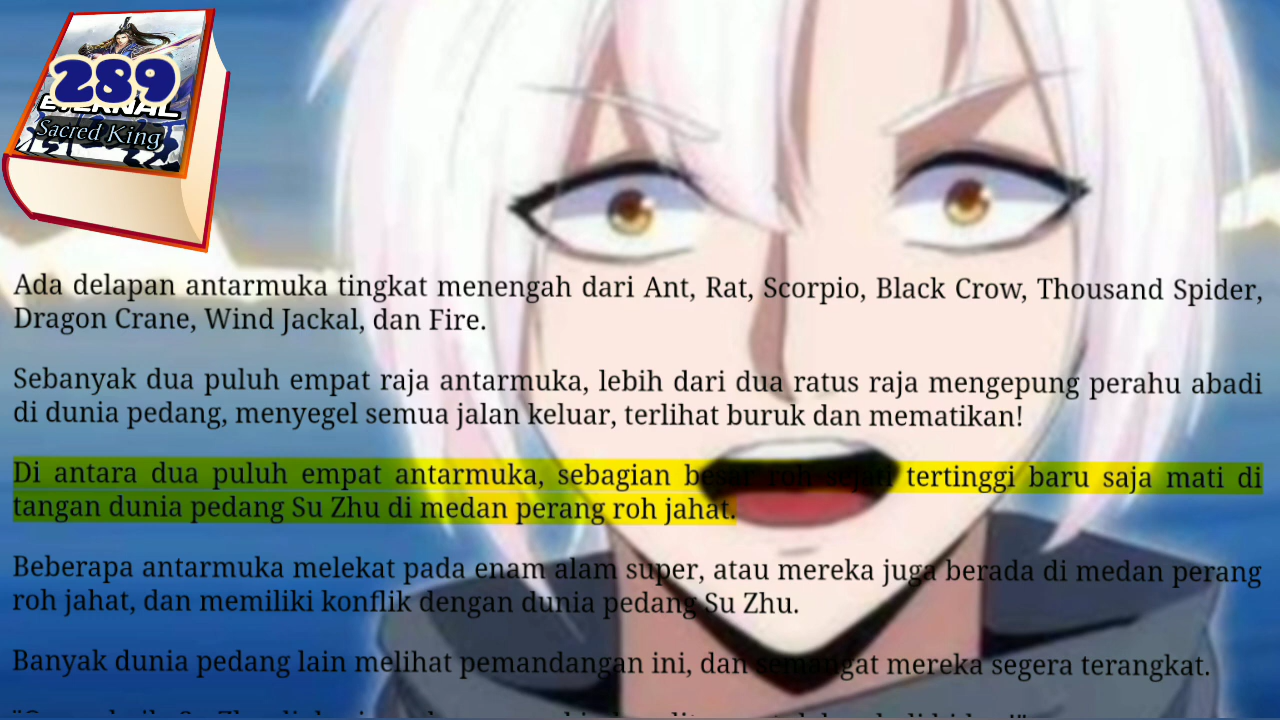 289
ETERNAL
Sacred King
Ada delapan antarmuka tingkat menengah dari Ant, Rat, Scorpio, Black Crow, Thousand Spider,
Dragon Crane, Wind Jackal, dan Fire.
Sebanyak dua puluh empat raja antarmuka, lebih dari dua ratus raja mengepung perahu abadi
di dunia pedang, menyegel semua jalan keluar, terlihat buruk dan mematikan!
Di antara dua puluh empat antarmuka, sebagian besar roh sejati tertinggi baru saja mati di
tangan dunia pedang Su Zhu di medan perang roh jahat.
Beberapa antarmuka melekat pada enam alam super, atau mereka juga berada di medan perang
roh jahat, dan memiliki konflik dengan dunia pedang Su Zhu.
Banyak dunia pedang lain melihat pemandangan ini, dan semangat mereka segera terangkat.